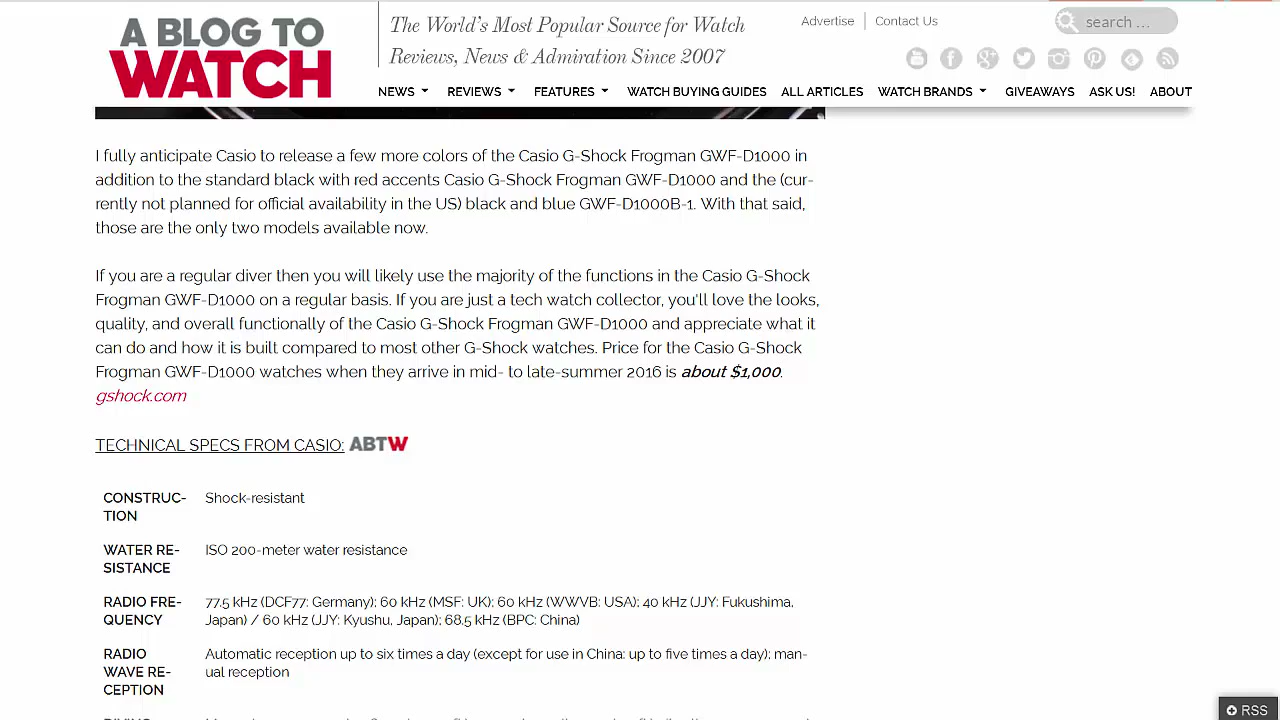 A BLOG TO
WATCH
The World's Most Popular Source for Watch
Reviews, News & Admiration Since 2007
Advertise Contact Us
search ...
NEWS REVIEWS FEATURES WATCH BUYING GUIDES ALL ARTICLES WATCH BRANDS GIVEAWAYS ASK US! ABOUT
I fully anticipate Casio to release a few more colors of the Casio G-Shock Frogman GWF-D1000 in
addition to the standard black with red accents Casio G-Shock Frogman GWF-D1000 and the (cur-
rently not planned for official availability in the US) black and blue GWF-D1000B-1. With that said,
those are the only two models available now.
If you are a regular diver then you will likely use the majority of the functions in the Casio G-Shock
Frogman GWF-D1000 on a regular basis. If you are just a tech watch collector, you'll love the looks,
quality, and overall functionally of the Casio G-Shock Frogman GWF-D1000 and appreciate what it
can do and how it is built compared to most other G-Shock watches. Price for the Casio G-Shock
Frogman GWF-D1000 watches when they arrive in mid- to late-summer 2016 is about $1,000.
gshock.com
TECHNICAL SPECS FROM CASIO: ABTW
CONSTRUC- Shock-resistant
TION
WATER RE- ISO 200-meter water resistance
SISTANCE
RADIO FRE- 77.5 kHz (DCF77: Germany); 60 kHz (MSF: UK); 60 kHz (WWVB: USA); 40 kHz (JJY: Fukushima,
QUENCY Japan) / 60 kHz (JJY: Kyushu, Japan); 68.5 kHz (BPC: China)
RADIO Automatic reception up to six times a day (except for use in China: up to five times a day); man-
WAVE RE- ual reception
CEPTION
RSS